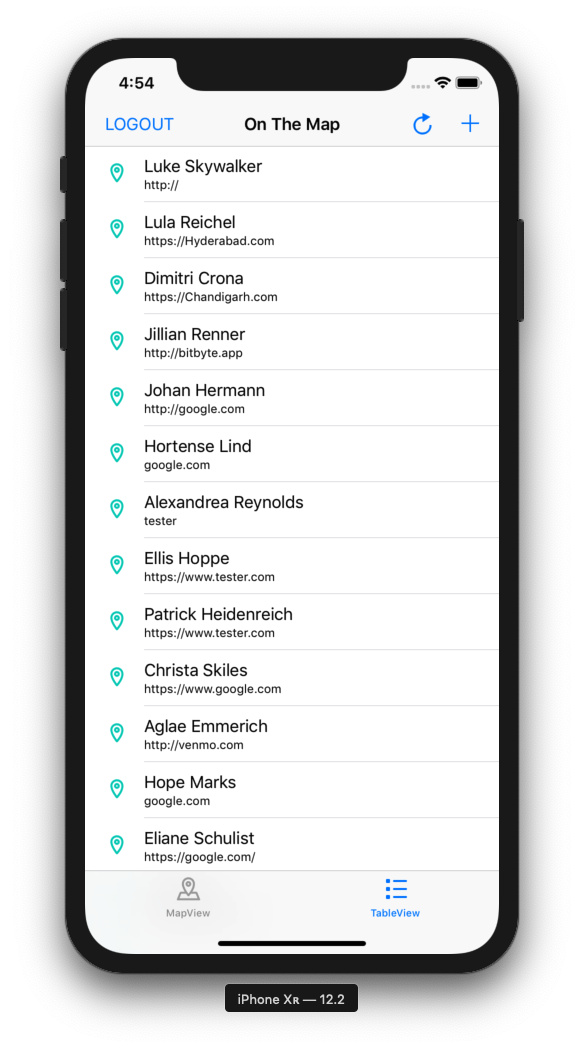 4:54
LOGOUT On The Map
Luke Skywalker
http://
Lula Reichel
https://Hyderabad.com
Dimitri Crona
https://Chandigarh.com
Jillian Renner
http://bitbyte.app
Johan Hermann
http://google.com
Hortense Lind
google.com
Alexandrea Reynolds
tester
Ellis Hoppe
https://www.tester.com
Patrick Heidenreich
https://www.tester.com
Christa Skiles
https://www.google.com
Aglae Emmerich
http://venmo.com
Hope Marks
google.com
Eliane Schulist
https://google.com/
MapView TableView
iPhone Xʀ — 12.2